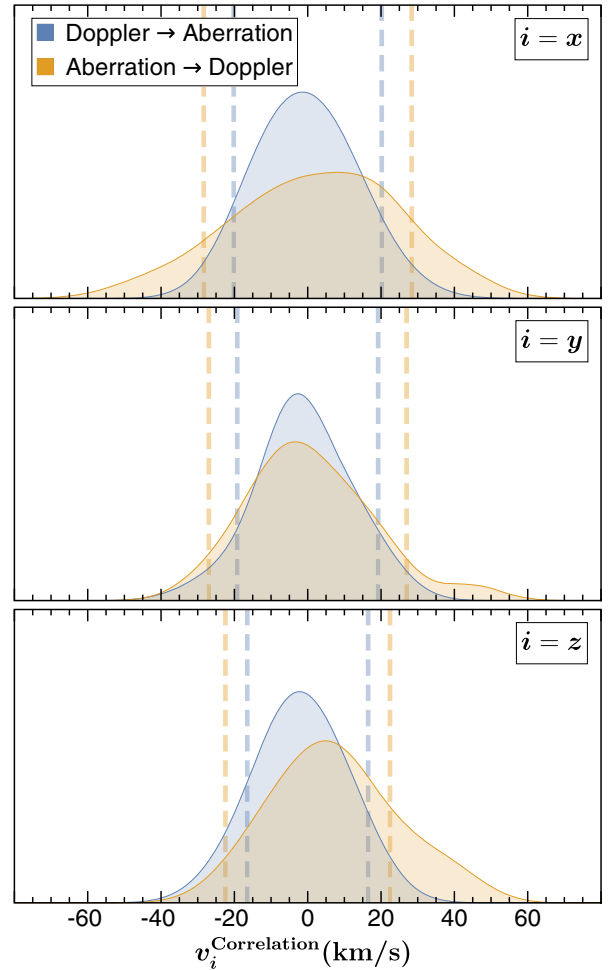 Doppler → Aberration
Aberration → Doppler
i = x
i = y
i = z
-60 -40 -20 0 20 40 60
v_i^Correlation (km/s)